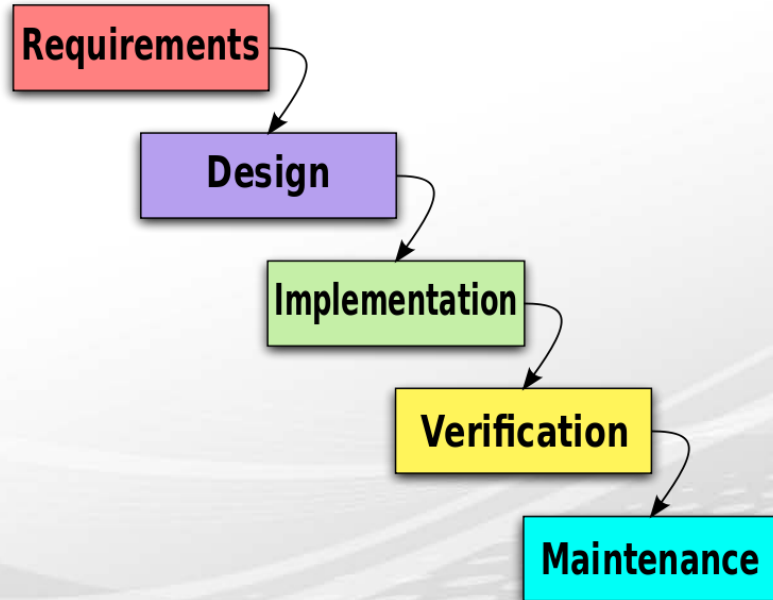 Requirements
Design
Implementation
Verification
Maintenance